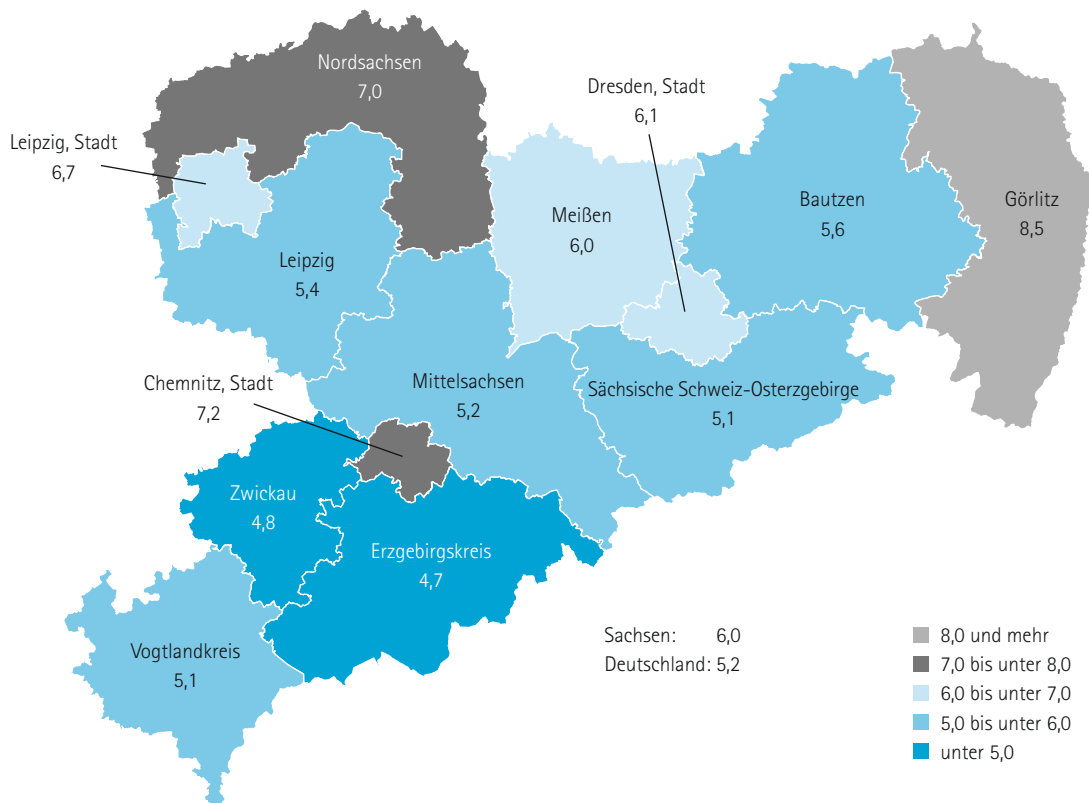 Nordsachsen
7,0
Dresden, Stadt
6,1
Leipzig, Stadt
6,7
Meißen
6,0
Bautzen
5,6
Görlitz
8,5
Leipzig
5,4
Chemnitz, Stadt
7,2
Mittelsachsen
5,2
Sächsische Schweiz-Osterzgebirge
5,1
Zwickau
4,8
Erzgebirgskreis
4,7
Vogtlandkreis
5,1
Sachsen: 6,0
Deutschland: 5,2
8,0 und mehr
7,0 bis unter 8,0
6,0 bis unter 7,0
5,0 bis unter 6,0
unter 5,0